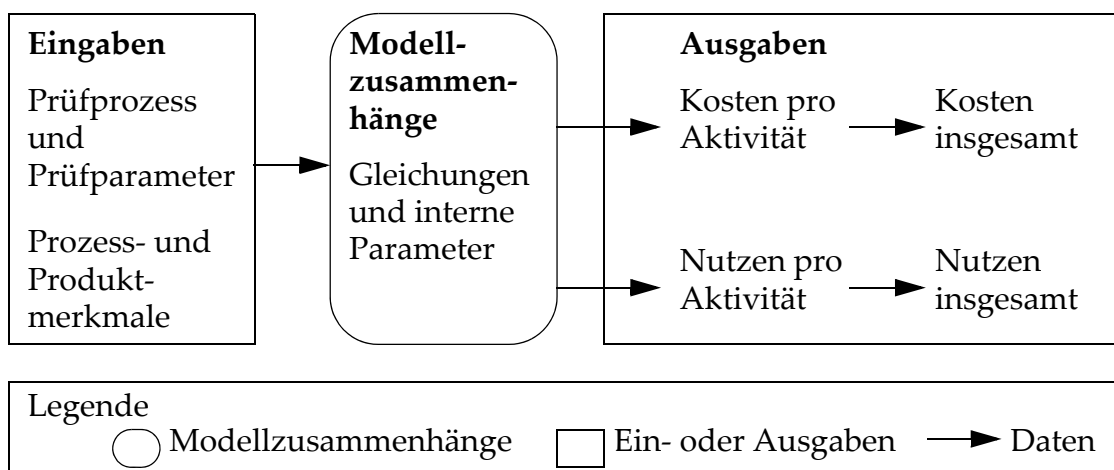 Eingaben
Prüfprozess
und
Prüfparameter
Prozess- und
Produkt-
merkmale
Modell-
zusammen-
hänge
Gleichungen
und interne
Parameter
Ausgaben
Kosten pro
Aktivität
Kosten
insgesamt
Nutzen pro
Aktivität
Nutzen
insgesamt
Legende
Modellzusammenhänge
Ein- oder Ausgaben
Daten